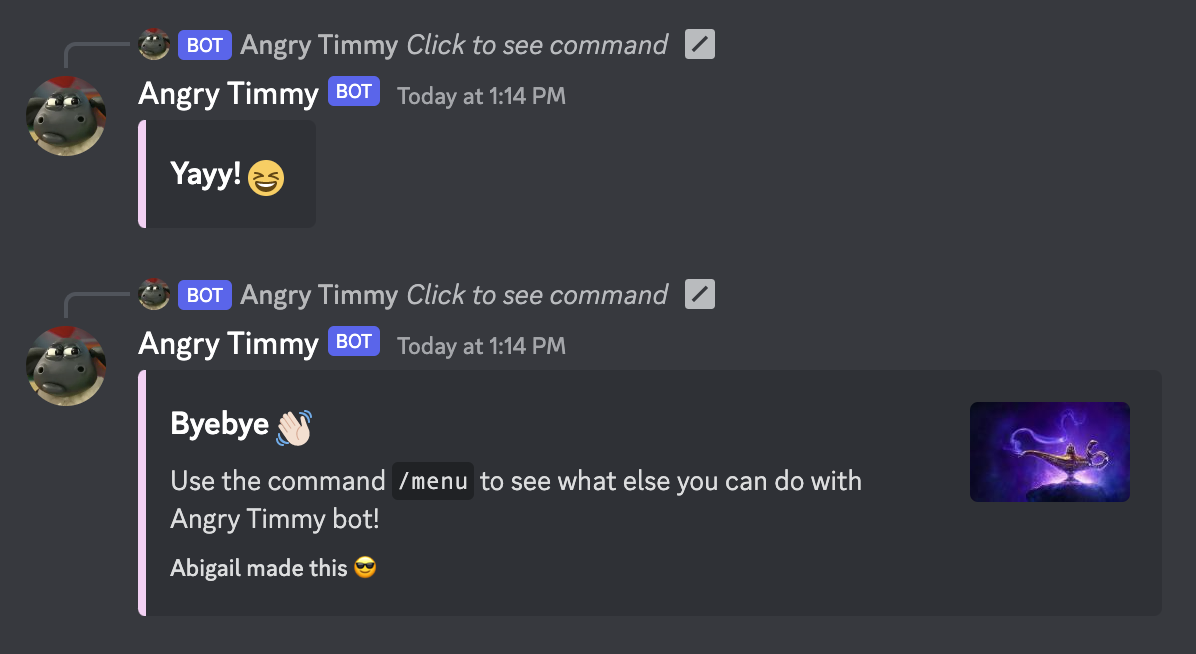 BOT Angry Timmy Click to see command
Angry Timmy BOT Today at 1:14 PM
Yayy! 😆
BOT Angry Timmy Click to see command
Angry Timmy BOT Today at 1:14 PM
Byebye 👋🏻
Use the command /menu to see what else you can do with
Angry Timmy bot!
Abigail made this 😎